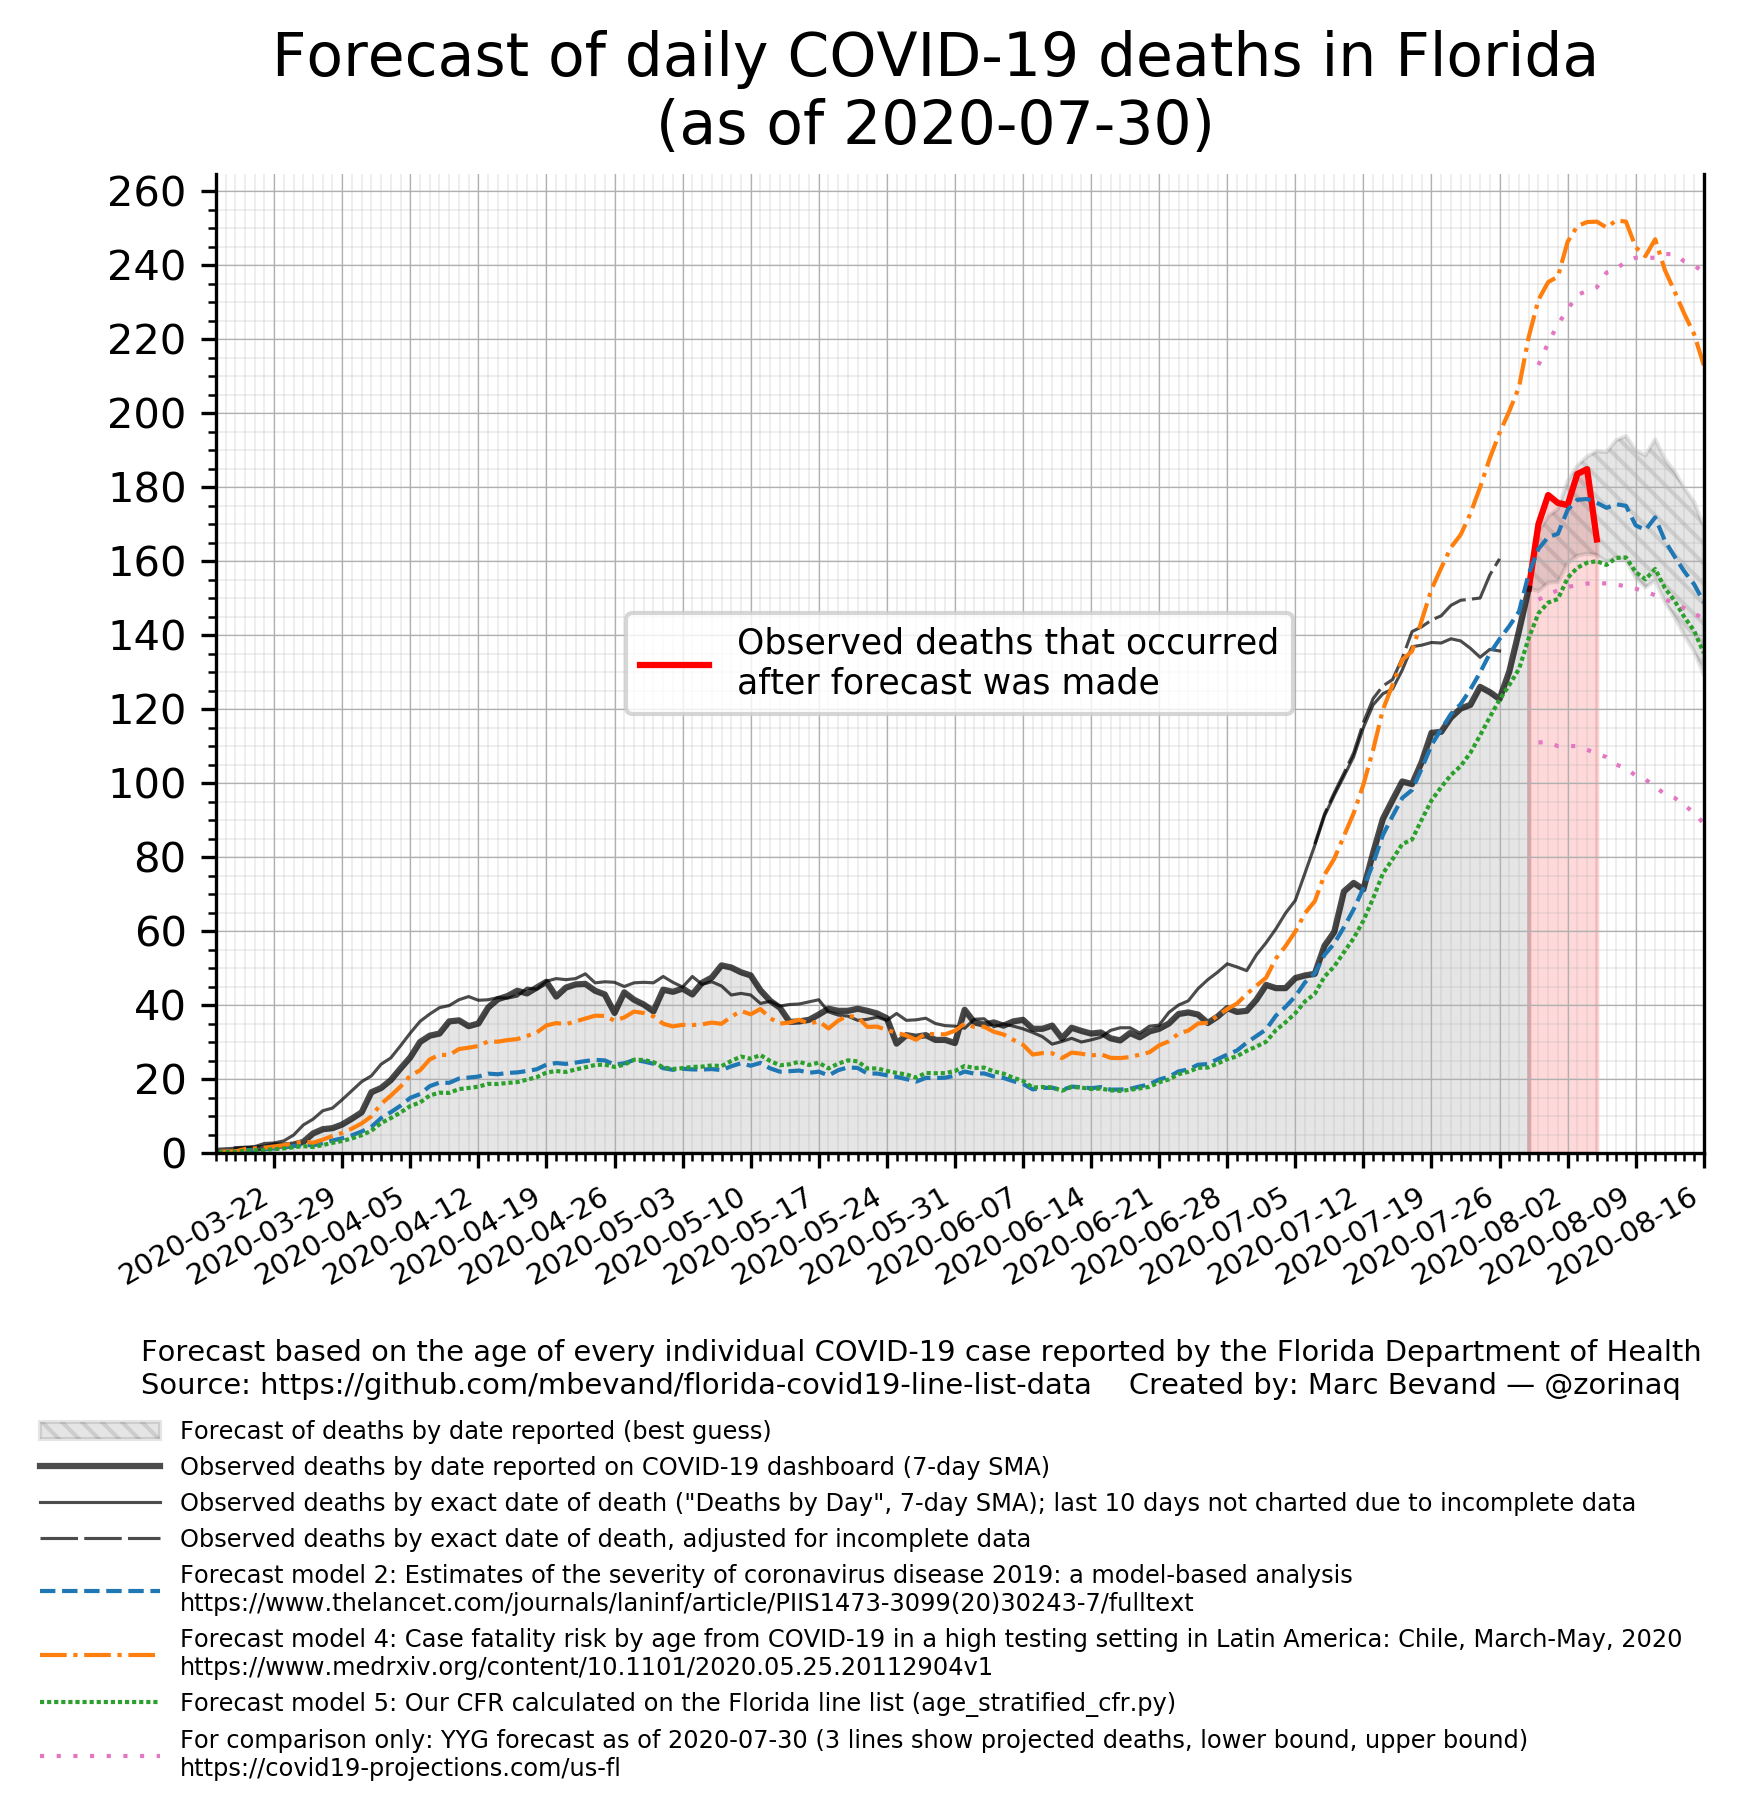 Forecast of daily COVID-19 deaths in Florida
(as of 2020-07-30)
260
240
220
200
180
160
140
120
100
80
60
40
20
0
Observed deaths that occurred
after forecast was made
2020-03-22
2020-03-29
2020-04-05
2020-04-12
2020-04-19
2020-04-26
2020-05-03
2020-05-10
2020-05-17
2020-05-24
2020-05-31
2020-06-07
2020-06-14
2020-06-21
2020-06-28
2020-07-05
2020-07-12
2020-07-19
2020-07-26
2020-08-02
2020-08-09
2020-08-16
Forecast based on the age of every individual COVID-19 case reported by the Florida Department of Health
Source: https://github.com/mbevand/florida-covid19-line-list-data    Created by: Marc Bevand — @zorinaq
Forecast of deaths by date reported (best guess)
Observed deaths by date reported on COVID-19 dashboard (7-day SMA)
Observed deaths by exact date of death ("Deaths by Day", 7-day SMA); last 10 days not charted due to incomplete data
Observed deaths by exact date of death, adjusted for incomplete data
Forecast model 2: Estimates of the severity of coronavirus disease 2019: a model-based analysis
https://www.thelancet.com/journals/laninf/article/PIIS1473-3099(20)30243-7/fulltext
Forecast model 4: Case fatality risk by age from COVID-19 in a high testing setting in Latin America: Chile, March-May, 2020
https://www.medrxiv.org/content/10.1101/2020.05.25.20112904v1
Forecast model 5: Our CFR calculated on the Florida line list (age_stratified_cfr.py)
For comparison only: YYG forecast as of 2020-07-30 (3 lines show projected deaths, lower bound, upper bound)
https://covid19-projections.com/us-fl